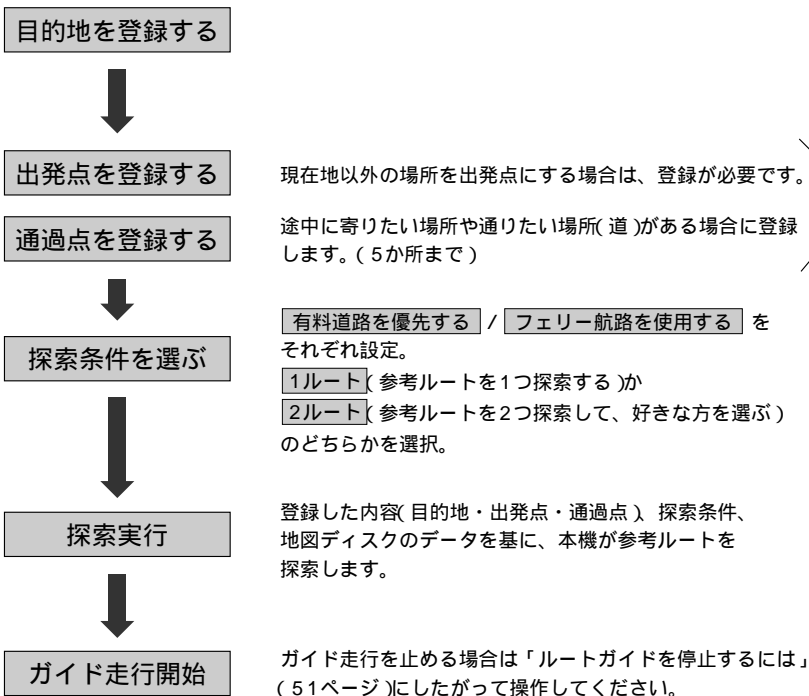 目的地を登録する
出発点を登録する
現在地以外の場所を出発点にする場合は、登録が必要です。
通過点を登録する
途中に寄りたい場所や通りたい場所(道)がある場合に登録
します。(5か所まで)
探索条件を選ぶ
有料道路を優先する / フェリー航路を使用する を
それぞれ設定。
1ルート(参考ルートを1つ探索する)か
2ルート(参考ルートを2つ探索して、好きな方を選ぶ)
のどちらかを選択。
探索実行
登録した内容(目的地・出発点・通過点)、探索条件、
地図ディスクのデータを基に、本機が参考ルートを
探索します。
ガイド走行開始
ガイド走行を止める場合は「ルートガイドを停止するには」
(51ページ)にしたがって操作してください。